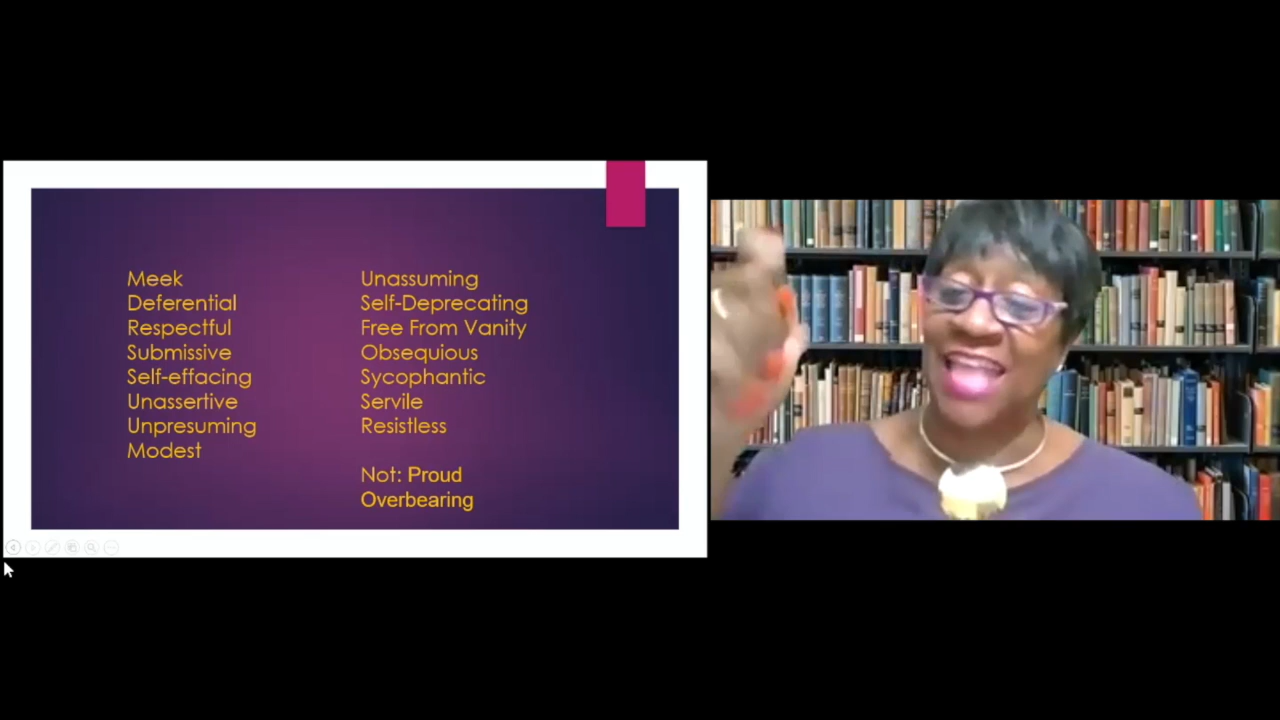 Meek
Deferential
Respectful
Submissive
Self-effacing
Unassertive
Unpresuming
Modest
Unassuming
Self-Deprecating
Free From Vanity
Obsequious
Sycophantic
Servile
Resistless
Not: Proud
Overbearing